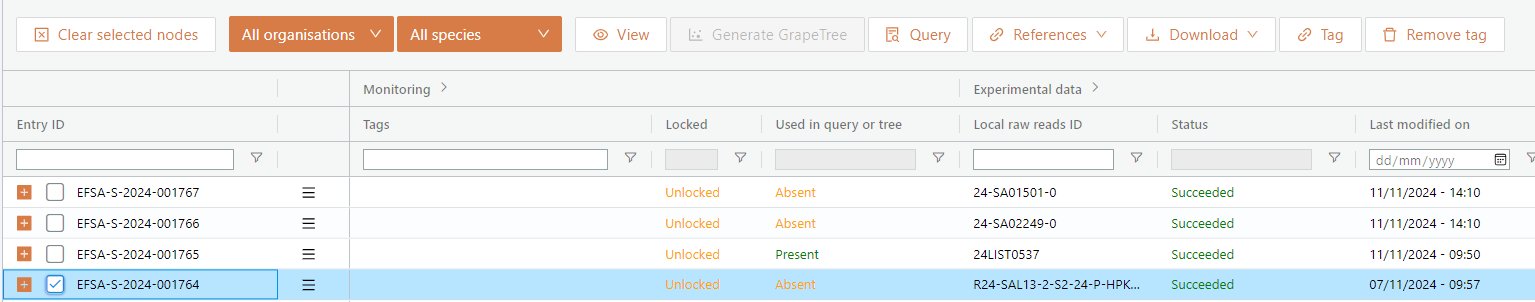 Clear selected nodes All organisations All species View Generate GrapeTree Query References Download Tag Remove tag
Monitoring Experimental data
Entry ID Tags Locked Used in query or tree Local raw reads ID Status Last modified on
dd/mm/yyyy
EFSA-S-2024-001767 Unlocked Absent 24-SA01501-0 Succeeded 11/11/2024 - 14:10
EFSA-S-2024-001766 Unlocked Absent 24-SA02249-0 Succeeded 11/11/2024 - 14:10
EFSA-S-2024-001765 Unlocked Present 24LIST0537 Succeeded 11/11/2024 - 09:50
EFSA-S-2024-001764 Unlocked Absent R24-SAL13-2-S2-24-P-HPK... Succeeded 07/11/2024 - 09:57